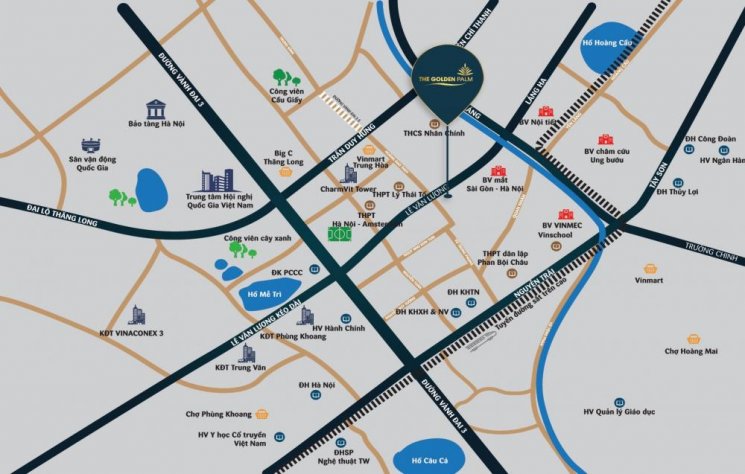 ĐƯỜNG VÀNH ĐAI 3
Hồ Hoàng Cầu
THE GOLDEN PALM
LÁNG HẠ
Công viên
Cầu Giấy
Bảo tàng Hà Nội
TRẦN DUY HƯNG
THCS Nhân Chính
BV Nội tiết
BV châm cứu
Ung bướu
ĐH Công Đoàn
HV Ngân Hàn
TÂY SƠN
Sân vận động
Quốc Gia
Big C
Thăng Long
Vinmart
Trung Hòa
Trung tâm Hội nghị
Quốc Gia Việt Nam
CharmVit Tower
THPT Lý Thái Tổ
LÊ VĂN LƯƠNG
BV mắt
Sài Gòn - Hà Nội
ĐH Thủy Lợi
ĐẠI LỘ THĂNG LONG
THPT
Hà Nội - Amsterdam
BV VINMEC
Vinschool
Công viên cây xanh
THPT dân lập
Phan Bội Châu
TRƯỜNG CHINH
ĐK PCCC
Vinmart
Hồ Mễ Trì
ĐH KHTN
NGUYỄN TRÃI
Tuyến đường sắt trên cao
ĐH KHXH & NV
LÊ VĂN LƯƠNG KÉO DÀI
HV Hành Chính
KĐT VINACONEX 3
KĐT Phùng Khoang
Chợ Hoàng Mai
KĐT Trung Văn
ĐH Hà Nội
ĐƯỜNG VÀNH ĐAI 3
HV Quản lý Giáo dục
Chợ Phùng Khoang
HV Y học Cổ truyền
Việt Nam
ĐHSP
Nghệ thuật TW
Hồ Câu Cá